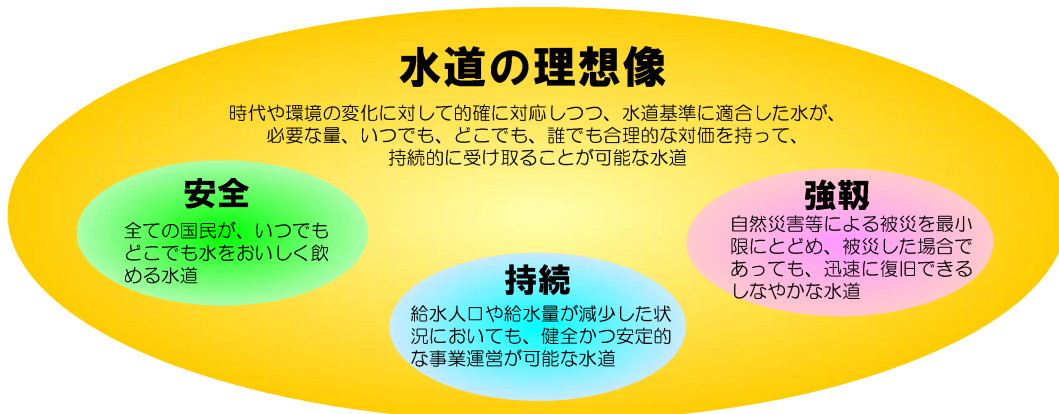 水道の理想像
時代や環境の変化に対して的確に対応しつつ、水道基準に適合した水が、
必要な量、いつでも、どこでも、誰でも合理的な対価を持って、
持続的に受け取ることが可能な水道
安全
全ての国民が、いつでも
どこでも水をおいしく飲
める水道
強靱
自然災害等による被災を最小
限にとどめ、被災した場合で
あっても、迅速に復旧できる
しなやかな水道
持続
給水人口や給水量が減少した状
況においても、健全かつ安定的
な事業運営が可能な水道